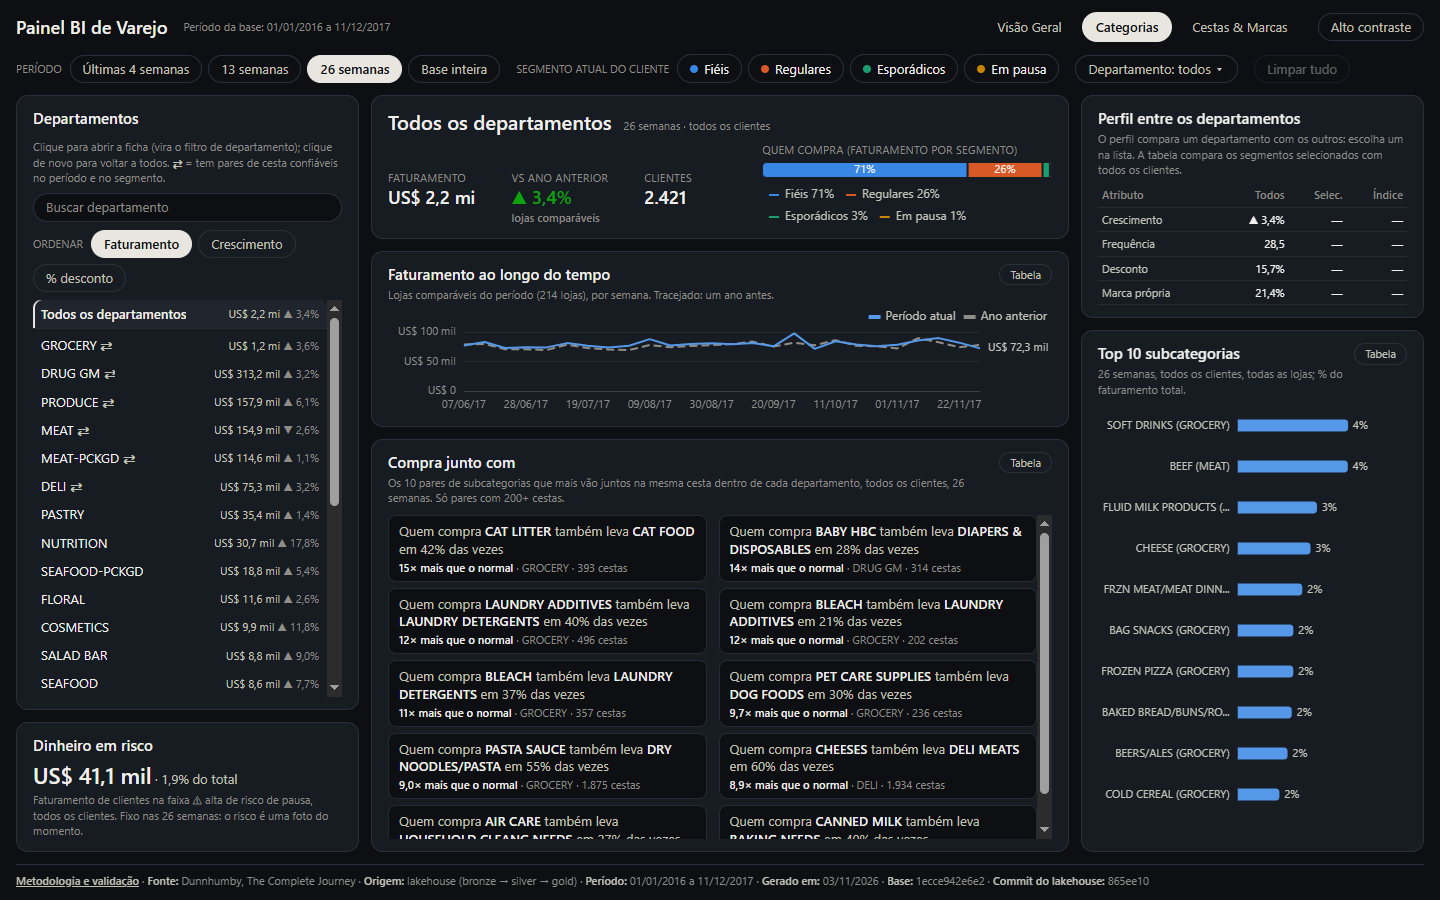 Painel BI de Varejo
Período da base: 01/01/2016 a 11/12/2017
Visão Geral
Categorias
Cestas & Marcas
Alto contraste
PERÍODO
Últimas 4 semanas
13 semanas
26 semanas
Base inteira
SEGMENTO ATUAL DO CLIENTE
Fiéis
Regulares
Esporádicos
Em pausa
Departamento: todos
Limpar tudo
Departamentos
Clique para abrir a ficha (vira o filtro de departamento); clique
de novo para voltar a todos. ⇄ = tem pares de cesta confiáveis
no período e no segmento.
Buscar departamento
ORDENAR
Faturamento
Crescimento
% desconto
Todos os departamentos US$ 2,2 mi ▲ 3,4%
GROCERY ⇄ US$ 1,2 mi ▲ 3,6%
DRUG GM ⇄ US$ 313,2 mil ▲ 3,2%
PRODUCE ⇄ US$ 157,9 mil ▲ 6,1%
MEAT ⇄ US$ 154,9 mil ▼ 2,6%
MEAT-PCKGD ⇄ US$ 114,6 mil ▲ 1,1%
DELI ⇄ US$ 75,3 mil ▲ 3,2%
PASTRY US$ 35,4 mil ▲ 1,4%
NUTRITION US$ 30,7 mil ▲ 17,8%
SEAFOOD-PCKGD US$ 18,8 mil ▲ 5,4%
FLORAL US$ 11,6 mil ▲ 2,6%
COSMETICS US$ 9,9 mil ▲ 11,8%
SALAD BAR US$ 8,8 mil ▲ 9,0%
SEAFOOD US$ 8,6 mil ▲ 7,7%
Dinheiro em risco
US$ 41,1 mil · 1,9% do total
Faturamento de clientes na faixa ⚠ alta de risco de pausa,
todos os clientes. Fixo nas 26 semanas: o risco é uma foto do
momento.
Todos os departamentos
26 semanas · todos os clientes
FATURAMENTO
US$ 2,2 mi
VS ANO ANTERIOR
▲ 3,4%
lojas comparáveis
CLIENTES
2.421
QUEM COMPRA (FATURAMENTO POR SEGMENTO)
71%
26%
Fiéis 71%
Regulares 26%
Esporádicos 3%
Em pausa 1%
Faturamento ao longo do tempo
Tabela
Lojas comparáveis do período (214 lojas), por semana. Tracejado: um ano antes.
Período atual
Ano anterior
US$ 100 mil
US$ 50 mil
US$ 0
US$ 72,3 mil
07/06/17
28/06/17
19/07/17
09/08/17
30/08/17
20/09/17
11/10/17
01/11/17
22/11/17
Compra junto com
Tabela
Os 10 pares de subcategorias que mais vão juntos na mesma cesta dentro de cada departamento, todos os clientes, 26
semanas. Só pares com 200+ cestas.
Quem compra CAT LITTER também leva CAT FOOD
em 42% das vezes
15× mais que o normal · GROCERY · 393 cestas
Quem compra BABY HBC também leva DIAPERS &
DISPOSABLES em 28% das vezes
14× mais que o normal · DRUG GM · 314 cestas
Quem compra LAUNDRY ADDITIVES também leva
LAUNDRY DETERGENTS em 40% das vezes
12× mais que o normal · GROCERY · 496 cestas
Quem compra BLEACH também leva LAUNDRY
ADDITIVES em 21% das vezes
12× mais que o normal · GROCERY · 202 cestas
Quem compra BLEACH também leva LAUNDRY
DETERGENTS em 37% das vezes
11× mais que o normal · GROCERY · 357 cestas
Quem compra PET CARE SUPPLIES também leva
DOG FOODS em 30% das vezes
9,7× mais que o normal · GROCERY · 236 cestas
Quem compra PASTA SAUCE também leva DRY
NOODLES/PASTA em 55% das vezes
9,0× mais que o normal · GROCERY · 1.875 cestas
Quem compra CHEESES também leva DELI MEATS
em 60% das vezes
8,9× mais que o normal · DELI · 1.934 cestas
Quem compra AIR CARE também leva
HOUSEHOLD CLEANG NEEDS em 27% das vezes
Quem compra CANNED MILK também leva
BAKING NEEDS em 40% das vezes
Perfil entre os departamentos
O perfil compara um departamento com os outros: escolha um
na lista. A tabela compara os segmentos selecionados com
todos os clientes.
Atributo Todos Selec. Índice
Crescimento ▲ 3,4% — —
Frequência 28,5 — —
Desconto 15,7% — —
Marca própria 21,4% — —
Top 10 subcategorias
Tabela
26 semanas, todos os clientes, todas as lojas; % do
faturamento total.
SOFT DRINKS (GROCERY) 4%
BEEF (MEAT) 4%
FLUID MILK PRODUCTS (... 3%
CHEESE (GROCERY) 3%
FRZN MEAT/MEAT DINN... 2%
BAG SNACKS (GROCERY) 2%
FROZEN PIZZA (GROCERY) 2%
BAKED BREAD/BUNS/RO... 2%
BEERS/ALES (GROCERY) 2%
COLD CEREAL (GROCERY) 2%
Metodologia e validação · Fonte: Dunnhumby, The Complete Journey · Origem: lakehouse (bronze → silver → gold) · Período: 01/01/2016 a 11/12/2017 · Gerado em: 03/11/2026 · Base: 1ecce942e6e2 · Commit do lakehouse: 865ee10